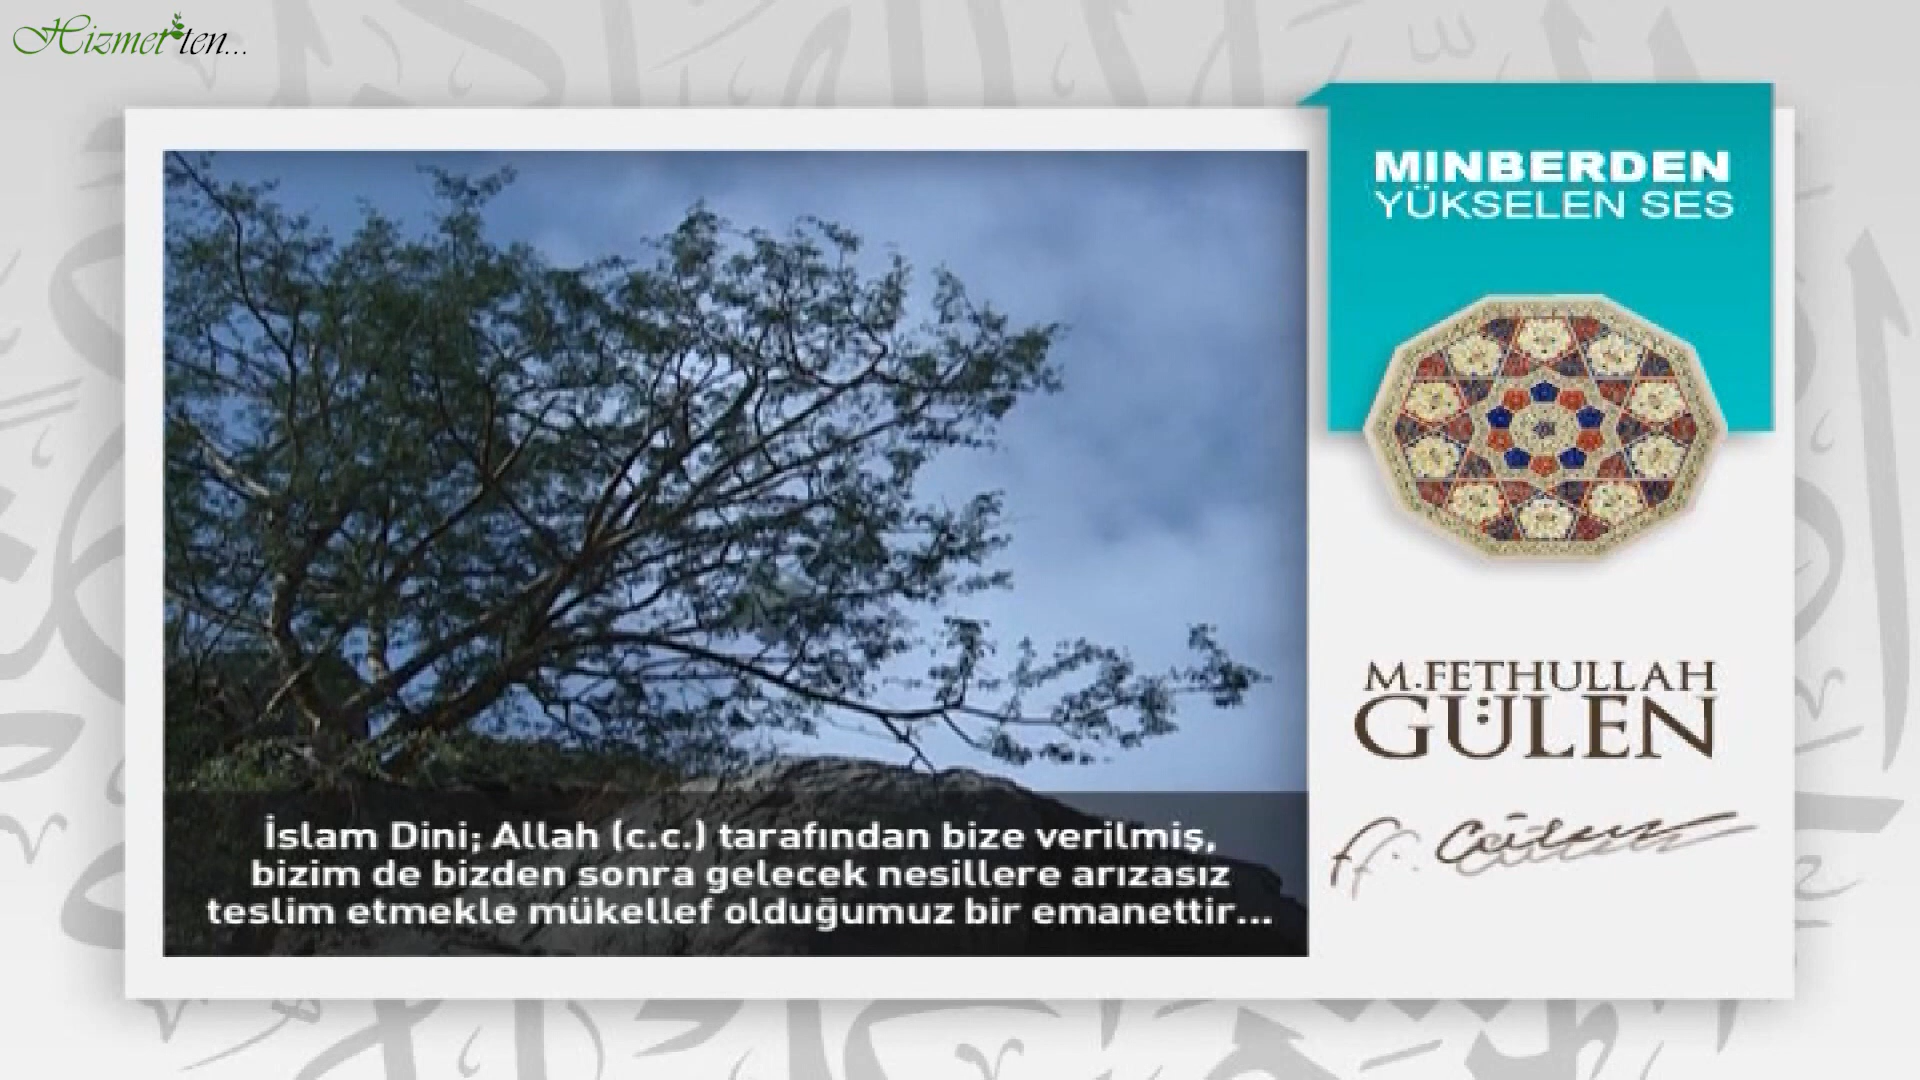 Hizmet'ten...
MINBERDEN
YÜKSELEN SES
M.FETHULLAH
GÜLEN
F. Gülen
İslam Dini; Allah (c.c.) tarafından bize verilmiş,
bizim de bizden sonra gelecek nesillere arızasız
teslim etmekle mükellef olduğumuz bir emanettir...